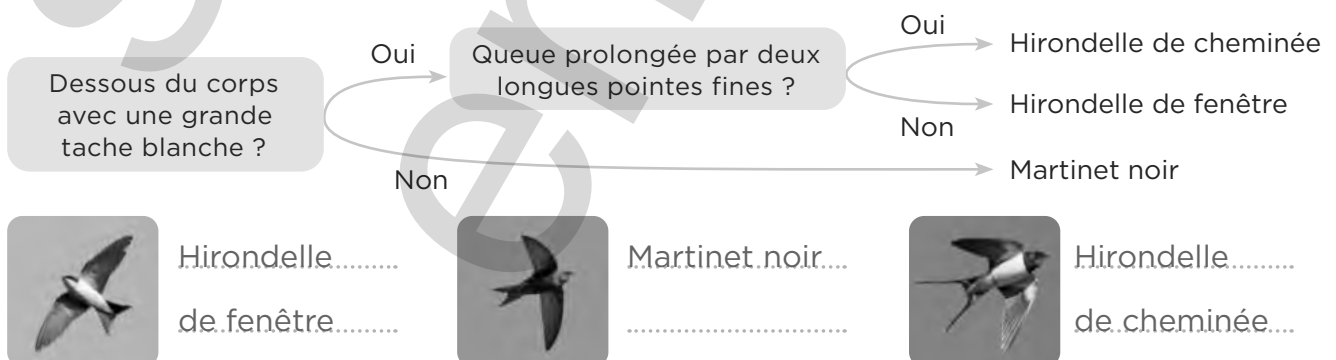 Oui
Dessous du corps
avec une grande
tache blanche ?
Non
Queue prolongée par deux
longues pointes fines ?
Oui
Non
Hirondelle de cheminée
Hirondelle de fenêtre
Martinet noir
Hirondelle
de fenêtre
Martinet noir
Hirondelle
de cheminée